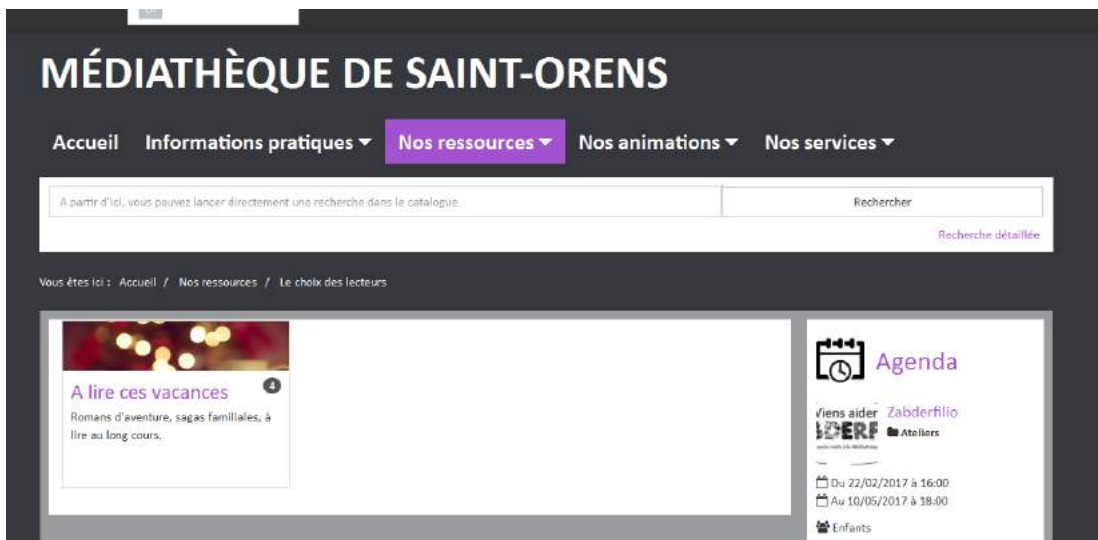 MÉDIATHÈQUE DE SAINT-ORENS
Accueil Informations pratiques Nos ressources Nos animations Nos services
A partir d'ici, vous pouvez lancer directement une recherche dans le catalogue
Rechercher
Recherche détaillée
Vous êtes ici : Accueil / Nos ressources / Le choix des lecteurs
A lire ces vacances
4
Romans d'aventure, sagas familiales, à
lire au long cours.
Agenda
Viens aider
Zabderfilio
Ateliers
Du 22/02/2017 à 16:00
Au 10/05/2017 à 18:00
Enfants